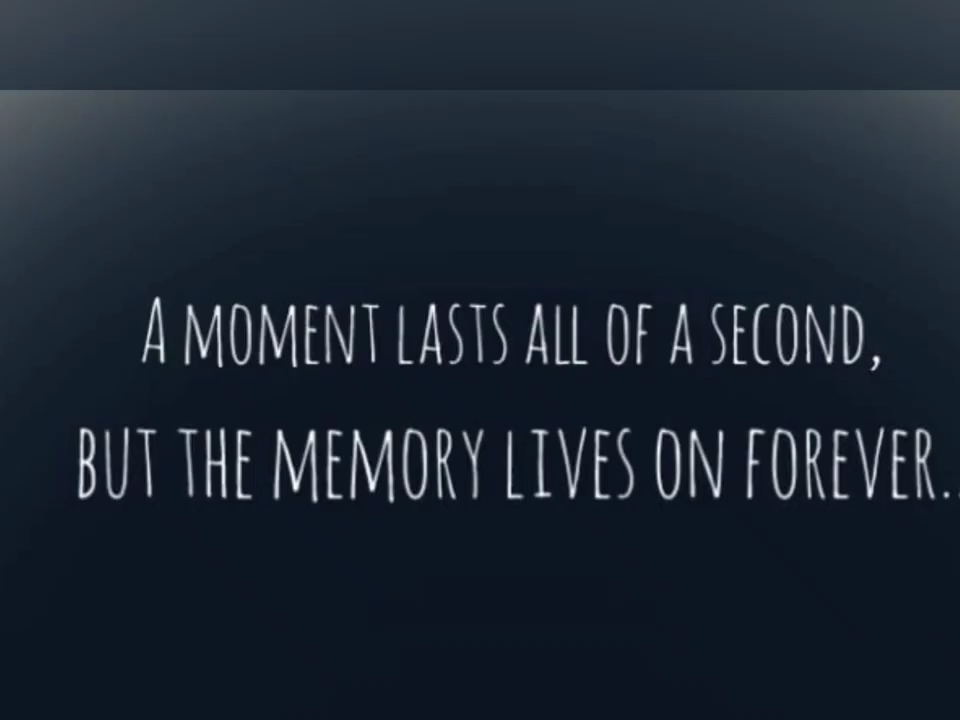 A MOMENT LASTS ALL OF A SECOND,
BUT THE MEMORY LIVES ON FOREVER..